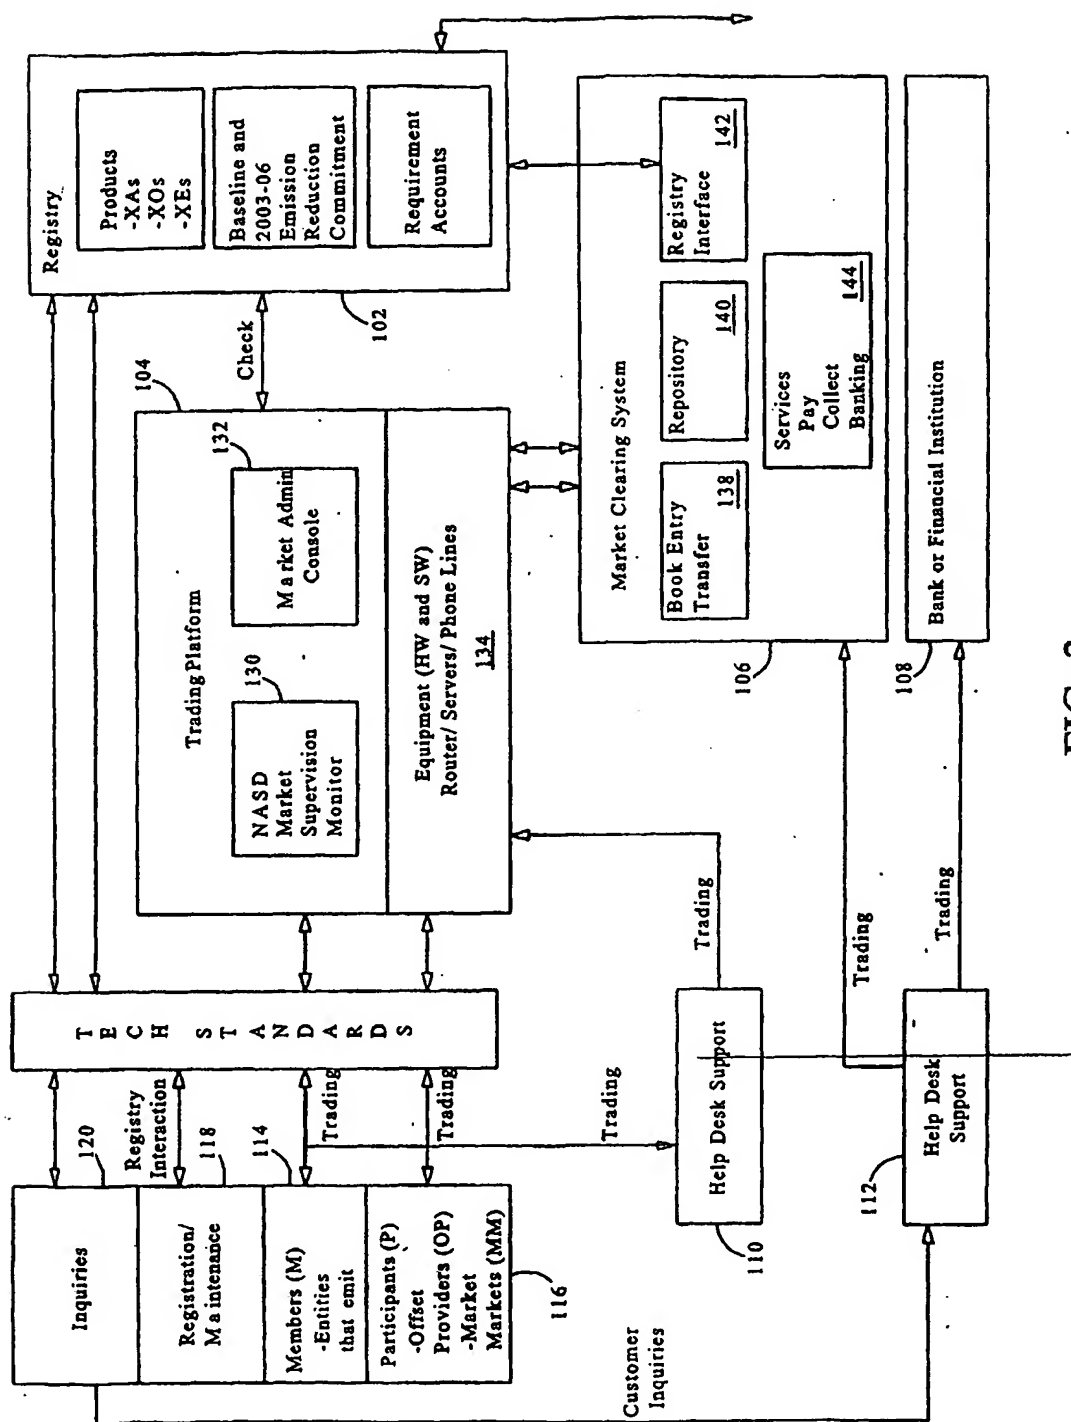 Inquiries
120
Registration/
Maintenance
118
Members (M)
-Entities
that emit
114
Participants (P)
-Offset
Providers (OP)
-Market
Markets (MM)
116
Registry
Interaction
Trading
Trading
TECH STANDARDS
Trading
Customer
Inquiries
Trading Platform
104
NASD
Market
Supervision
Monitor
130
Market Admin
Console
132
Equipment (HW and SW)
Router/ Servers/ Phone Lines
134
Check
Registry
Products
-XAs
-XOs
-XEs
Baseline and
2003-06
Emission
Reduction
Commitment
Requirement
Accounts
102
Help Desk Support
110
Trading
Market Clearing System
Book Entry
Transfer
138
Repository
140
Registry
Interface
142
Services
Pay
Collect
Banking
144
106
Help Desk
Support
112
Trading
Trading
Bank or Financial Institution
108